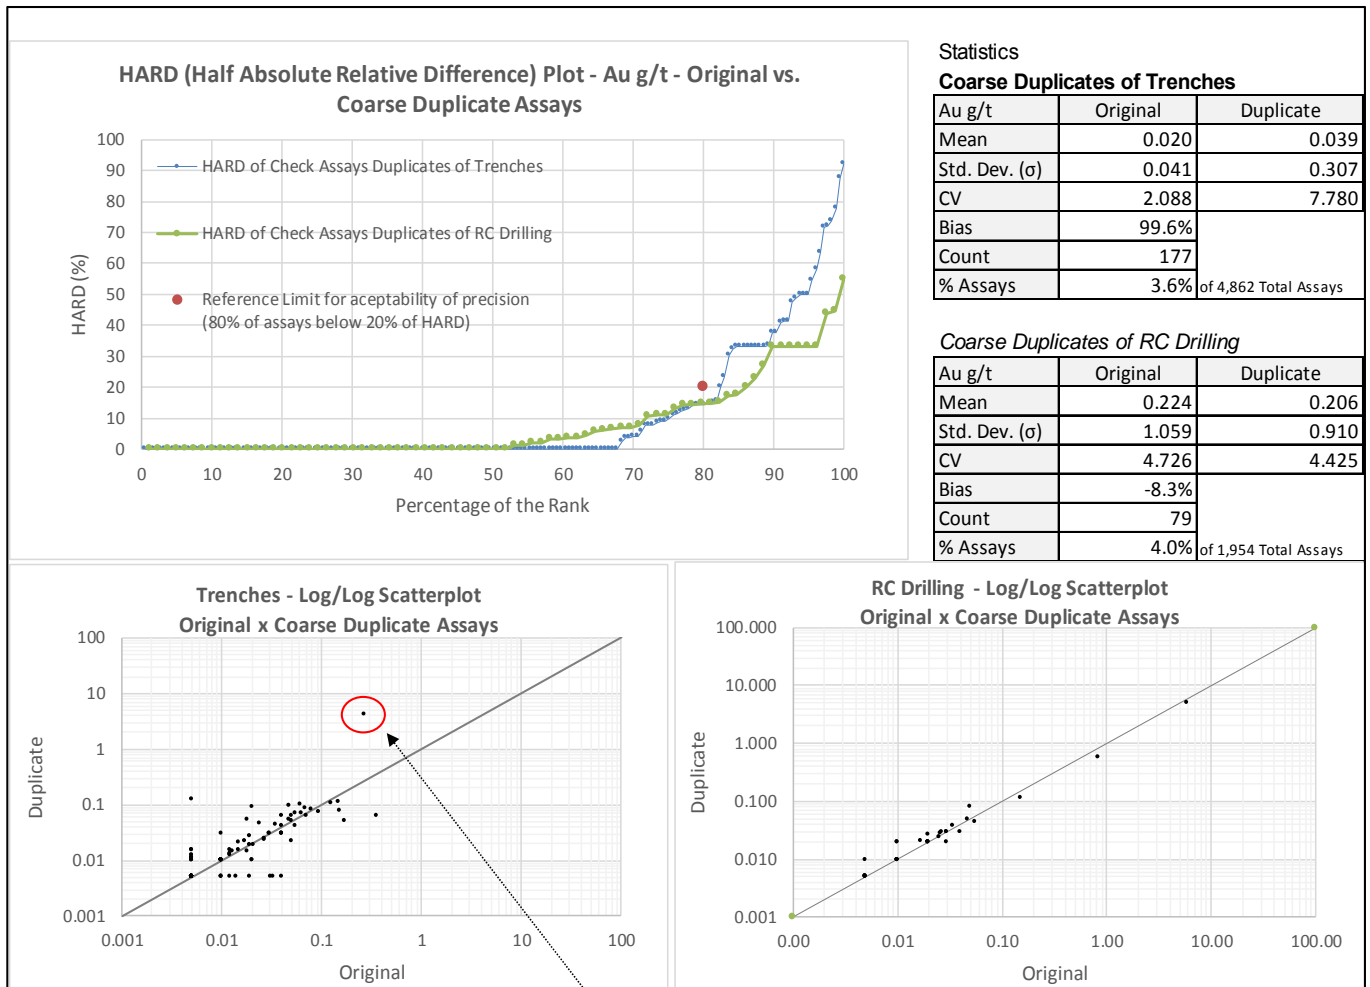 HARD (Half Absolute Relative Difference) Plot - Au g/t - Original vs.
Coarse Duplicate Assays
100
90
80
70
60
50
40
30
20
10
0
HARD (%)
HARD of Check Assays Duplicates of Trenches
HARD of Check Assays Duplicates of RC Drilling
Reference Limit for aceptability of precision
(80% of assays below 20% of HARD)
0 10 20 30 40 50 60 70 80 90 100
Percentage of the Rank
Statistics
Coarse Duplicates of Trenches
Au g/t Original Duplicate
Mean 0.020 0.039
Std. Dev. (σ) 0.041 0.307
CV 2.088 7.780
Bias 99.6%
Count 177
% Assays 3.6% of 4,862 Total Assays
Coarse Duplicates of RC Drilling
Au g/t Original Duplicate
Mean 0.224 0.206
Std. Dev. (σ) 1.059 0.910
CV 4.726 4.425
Bias -8.3%
Count 79
% Assays 4.0% of 1,954 Total Assays
Trenches - Log/Log Scatterplot
Original x Coarse Duplicate Assays
100
10
1
0.1
0.01
0.001
Duplicate
0.001 0.01 0.1 1 10 100
Original
RC Drilling - Log/Log Scatterplot
Original x Coarse Duplicate Assays
100.000
10.000
1.000
0.100
0.010
0.001
Duplicate
0.00 0.01 0.10 1.00 10.00 100.00
Original